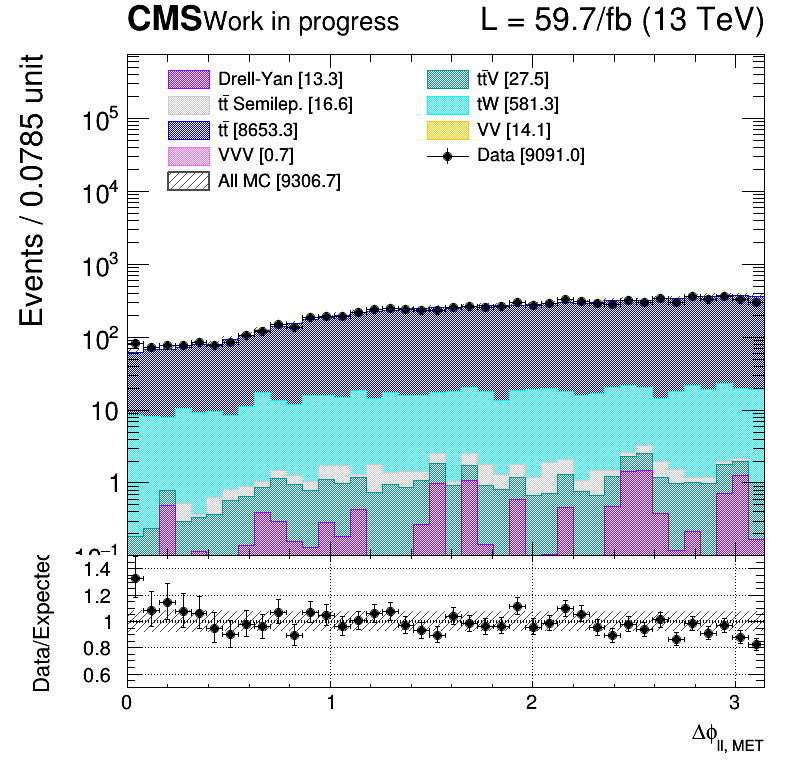 CMS Work in progress L = 59.7/fb (13 TeV)
Events / 0.0785 unit
Drell-Yan [13.3]
tt̄ Semilep. [16.6]
tt̄ [8653.3]
VVV [0.7]
All MC [9306.7]
tt̄V [27.5]
tW [581.3]
VV [14.1]
Data [9091.0]
10⁵
10⁴
10³
10²
10
1
10⁻¹
Data/Expected
1.4
1.2
1
0.8
0.6
0 1 2 3
Δϕ_ll, MET